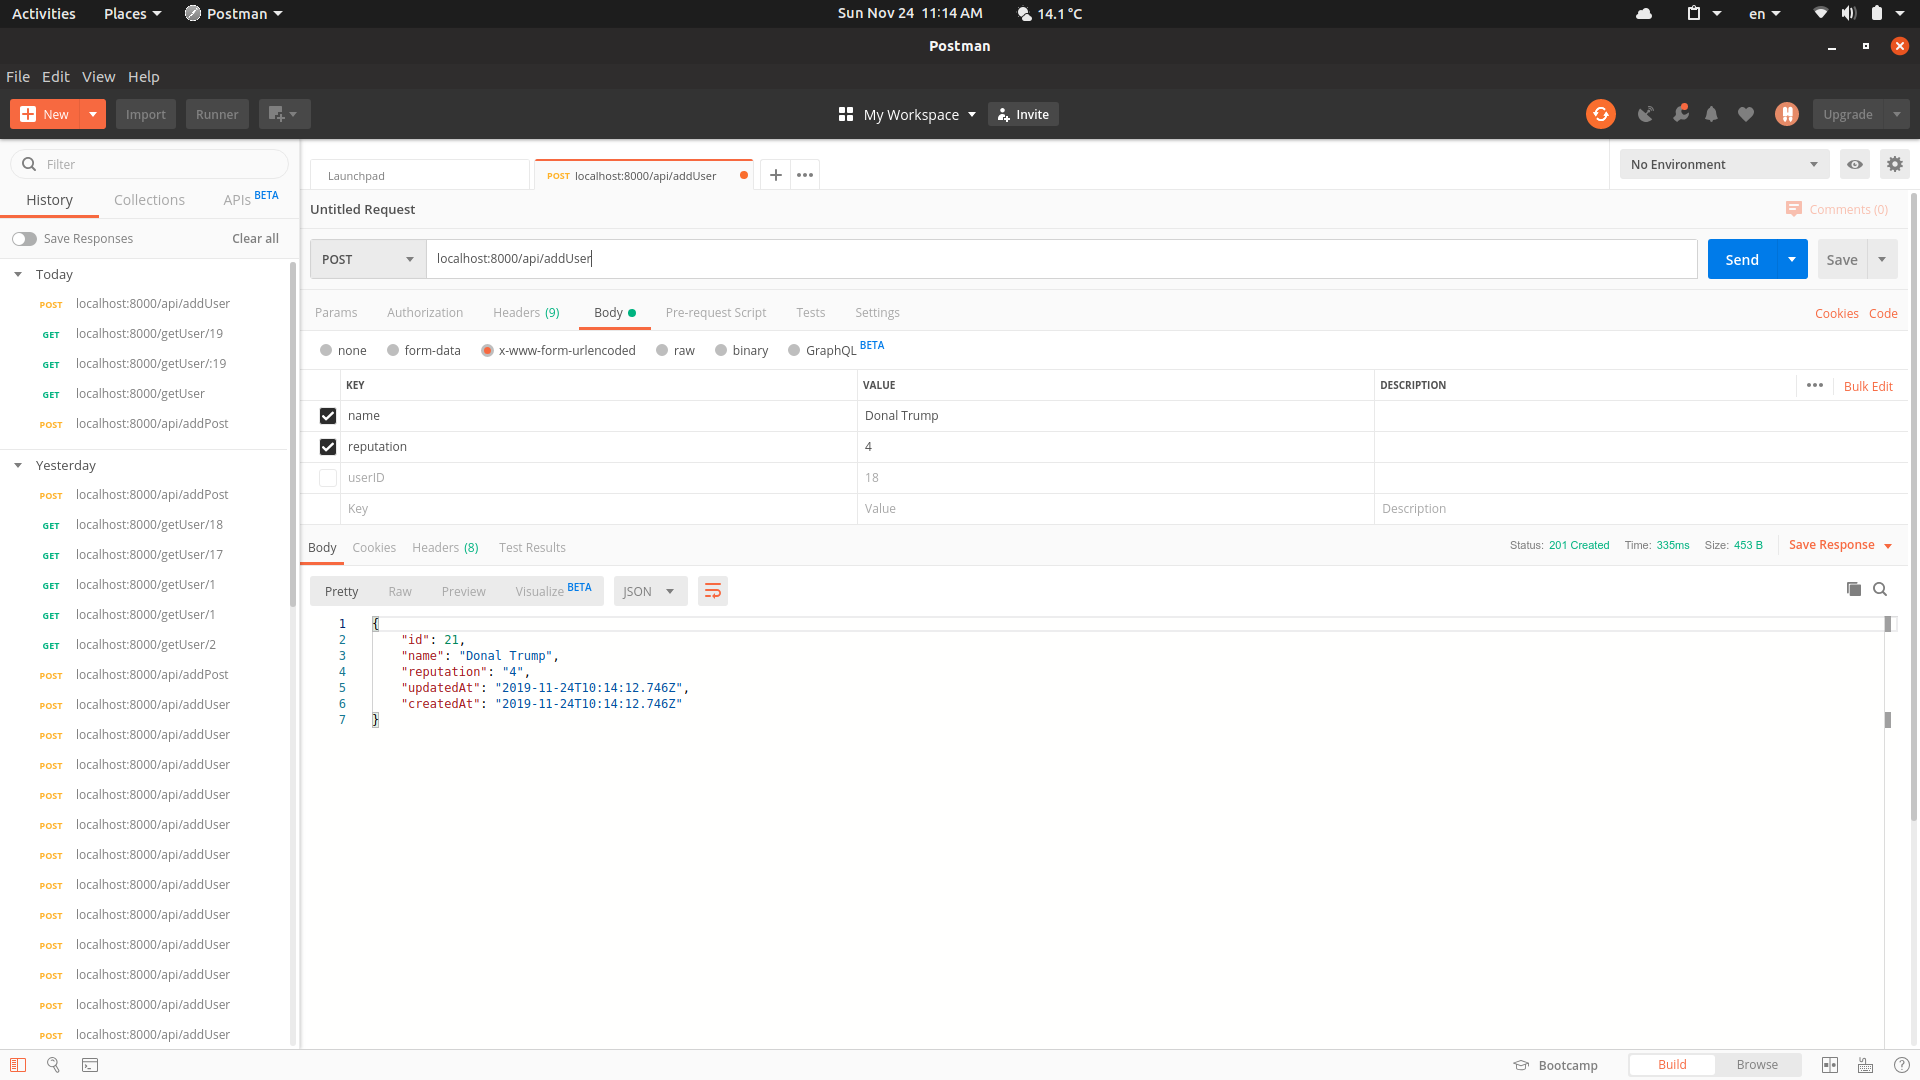 Activities Places Postman Sun Nov 24 11:14 AM 14.1 °C en
Postman
File Edit View Help
New Import Runner My Workspace Invite Upgrade
Filter
History Collections APIs BETA
Save Responses Clear all
Today
POST localhost:8000/api/addUser
GET localhost:8000/getUser/19
GET localhost:8000/getUser/:19
GET localhost:8000/getUser
POST localhost:8000/api/addPost
Yesterday
POST localhost:8000/api/addPost
GET localhost:8000/getUser/18
GET localhost:8000/getUser/17
GET localhost:8000/getUser/1
GET localhost:8000/getUser/1
GET localhost:8000/getUser/2
POST localhost:8000/api/addPost
POST localhost:8000/api/addUser
POST localhost:8000/api/addUser
POST localhost:8000/api/addUser
POST localhost:8000/api/addUser
POST localhost:8000/api/addUser
POST localhost:8000/api/addUser
POST localhost:8000/api/addUser
POST localhost:8000/api/addUser
POST localhost:8000/api/addUser
POST localhost:8000/api/addUser
POST localhost:8000/api/addUser
POST localhost:8000/api/addUser
Launchpad POST localhost:8000/api/addUser No Environment
Untitled Request Comments (0)
POST localhost:8000/api/addUser Send Save
Params Authorization Headers (9) Body Pre-request Script Tests Settings Cookies Code
none form-data x-www-form-urlencoded raw binary GraphQL BETA
KEY VALUE DESCRIPTION Bulk Edit
name Donal Trump
reputation 4
userID 18
Key Value Description
Body Cookies Headers (8) Test Results Status: 201 Created Time: 335ms Size: 453 B Save Response
Pretty Raw Preview Visualize BETA JSON
1 {
2 "id": 21,
3 "name": "Donal Trump",
4 "reputation": "4",
5 "updatedAt": "2019-11-24T10:14:12.746Z",
6 "createdAt": "2019-11-24T10:14:12.746Z"
7 }
Bootcamp Build Browse